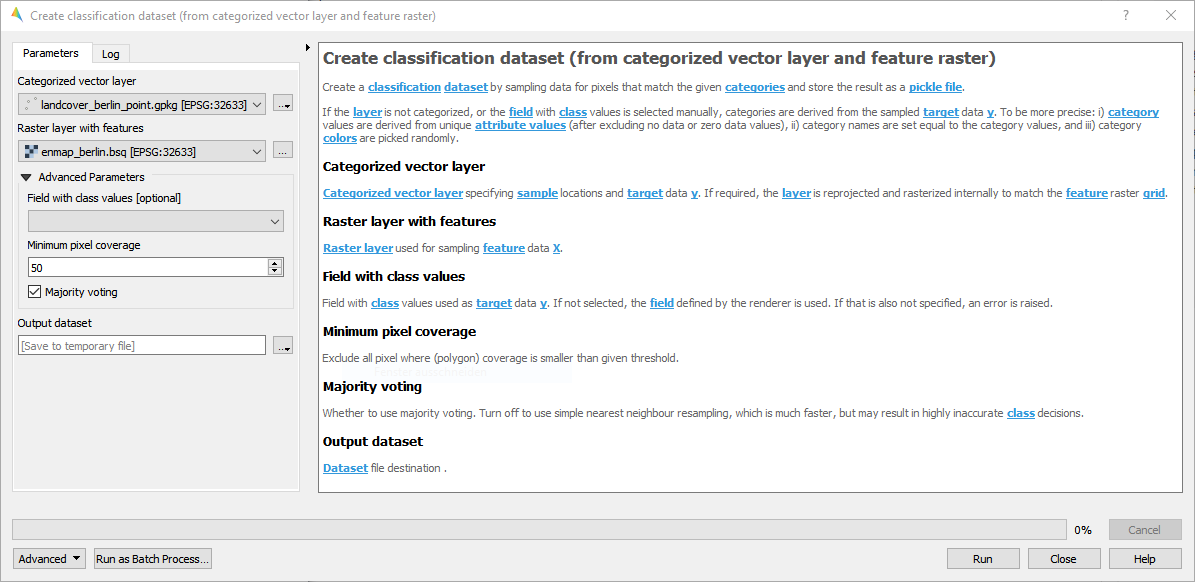 Create classification dataset (from categorized vector layer and feature raster)
?
Parameters
Log
Categorized vector layer
landcover_berlin_point.gpkg [EPSG:32633]
...
Raster layer with features
enmap_berlin.bsq [EPSG:32633]
...
Advanced Parameters
Field with class values [optional]
Minimum pixel coverage
50
Majority voting
Output dataset
[Save to temporary file]
...
Create classification dataset (from categorized vector layer and feature raster)
Create a classification dataset by sampling data for pixels that match the given categories and store the result as a pickle file.
If the layer is not categorized, or the field with class values is selected manually, categories are derived from the sampled target data y. To be more precise: i) category
values are derived from unique attribute values (after excluding no data or zero data values), ii) category names are set equal to the category values, and iii) category
colors are picked randomly.
Categorized vector layer
Categorized vector layer specifying sample locations and target data y. If required, the layer is reprojected and rasterized internally to match the feature raster grid.
Raster layer with features
Raster layer used for sampling feature data X.
Field with class values
Field with class values used as target data y. If not selected, the field defined by the renderer is used. If that is also not specified, an error is raised.
Minimum pixel coverage
Exclude all pixel where (polygon) coverage is smaller than given threshold.
Majority voting
Whether to use majority voting. Turn off to use simple nearest neighbour resampling, which is much faster, but may result in highly inaccurate class decisions.
Output dataset
Dataset file destination .
0%
Cancel
Advanced
Run as Batch Process...
Run
Close
Help